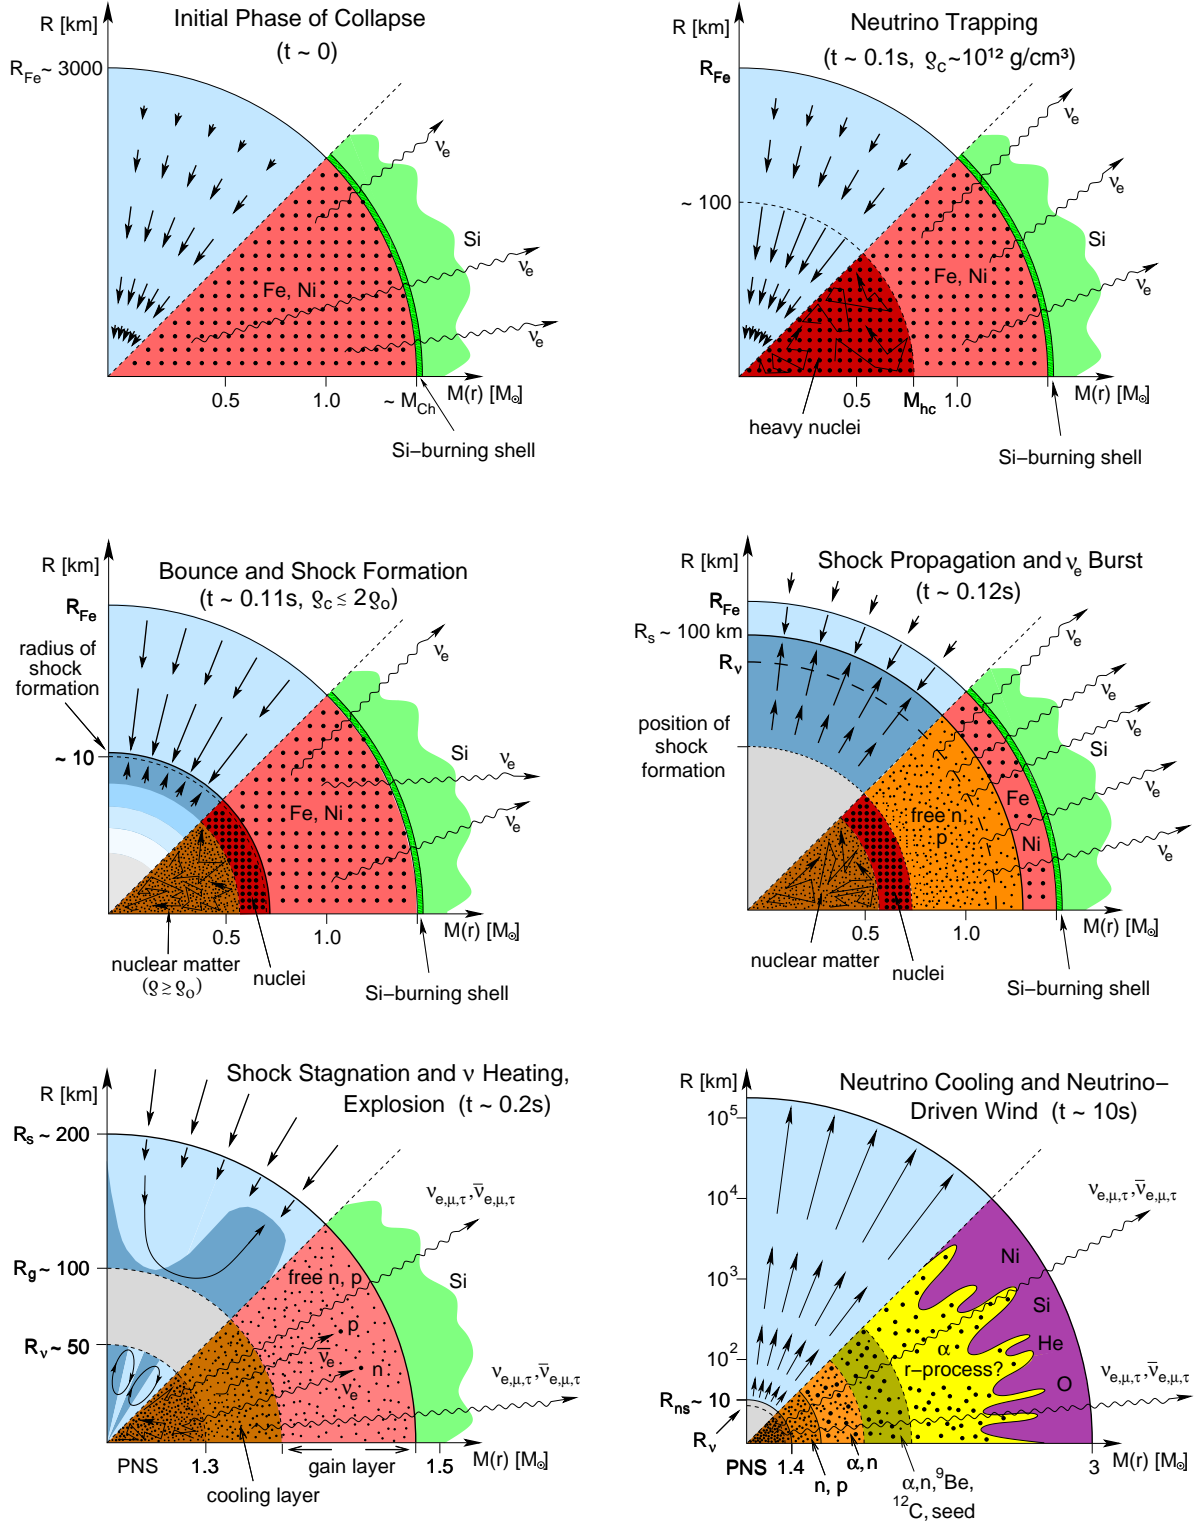 Initial Phase of Collapse
(t ~ 0)
R [km]
R_Fe ~ 3000
ν_e
Si
ν_e
Fe, Ni
ν_e
0.5 1.0 ~ M_Ch M(r) [M☉]
Si−burning shell
Neutrino Trapping
(t ~ 0.1s, ϱ_c ~10¹² g/cm³)
R [km]
R_Fe
ν_e
~ 100
ν_e
Si
Fe, Ni
ν_e
0.5 M_hc 1.0 M(r) [M☉]
heavy nuclei
Si−burning shell
Bounce and Shock Formation
(t ~ 0.11s, ϱ_c ≲ 2ϱ_o)
R [km]
R_Fe
radius of
shock
formation
ν_e
Si
~ 10
ν_e
Fe, Ni
ν_e
0.5 1.0 M(r) [M☉]
nuclear matter
(ϱ ≳ ϱ_o)
nuclei
Si−burning shell
Shock Propagation and ν_e Burst
(t ~ 0.12s)
R [km]
R_Fe
R_s ~ 100 km
R_ν
ν_e
ν_e
position of
shock
formation
ν_e
Si
Fe
free n,
p
ν_e
Ni
ν_e
0.5 1.0 M(r) [M☉]
nuclear matter
nuclei
Si−burning shell
Shock Stagnation and ν Heating,
Explosion (t ~ 0.2s)
R [km]
R_s ~ 200
ν_e,μ,τ , ν̄_e,μ,τ
R_g ~ 100
free n, p
Si
p
R_ν ~ 50
ν̄_e
n
ν_e
ν_e,μ,τ , ν̄_e,μ,τ
PNS 1.3 gain layer 1.5 M(r) [M☉]
cooling layer
Neutrino Cooling and Neutrino−
Driven Wind (t ~ 10s)
R [km]
10⁵
10⁴
ν_e,μ,τ , ν̄_e,μ,τ
Ni
10³
Si
He
10²
α
r−process?
O
ν_e,μ,τ , ν̄_e,μ,τ
R_ns ~ 10
R_ν
PNS 1.4 α, n 3 M(r) [M☉]
n, p
α, n, ⁹Be,
¹²C, seed